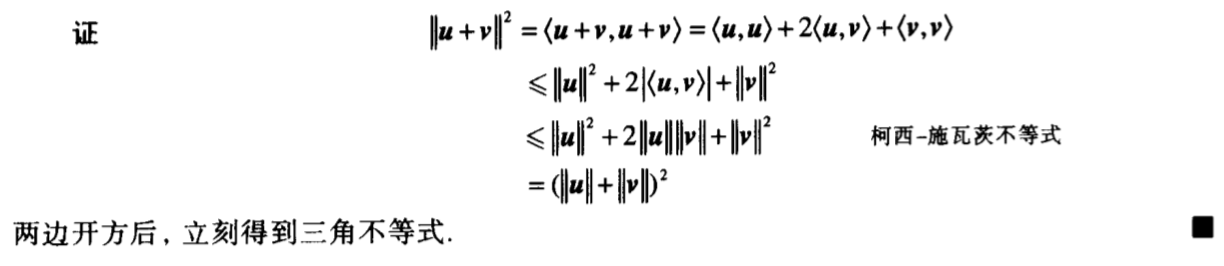 证 ‖u+v‖² = ⟨u+v,u+v⟩ = ⟨u,u⟩+2⟨u,v⟩+⟨v,v⟩
⩽‖u‖²+2|⟨u,v⟩|+‖v‖²
⩽‖u‖²+2‖u‖‖v‖+‖v‖² 柯西–施瓦茨不等式
=(‖u‖+‖v‖)²
两边开方后, 立刻得到三角不等式. ■